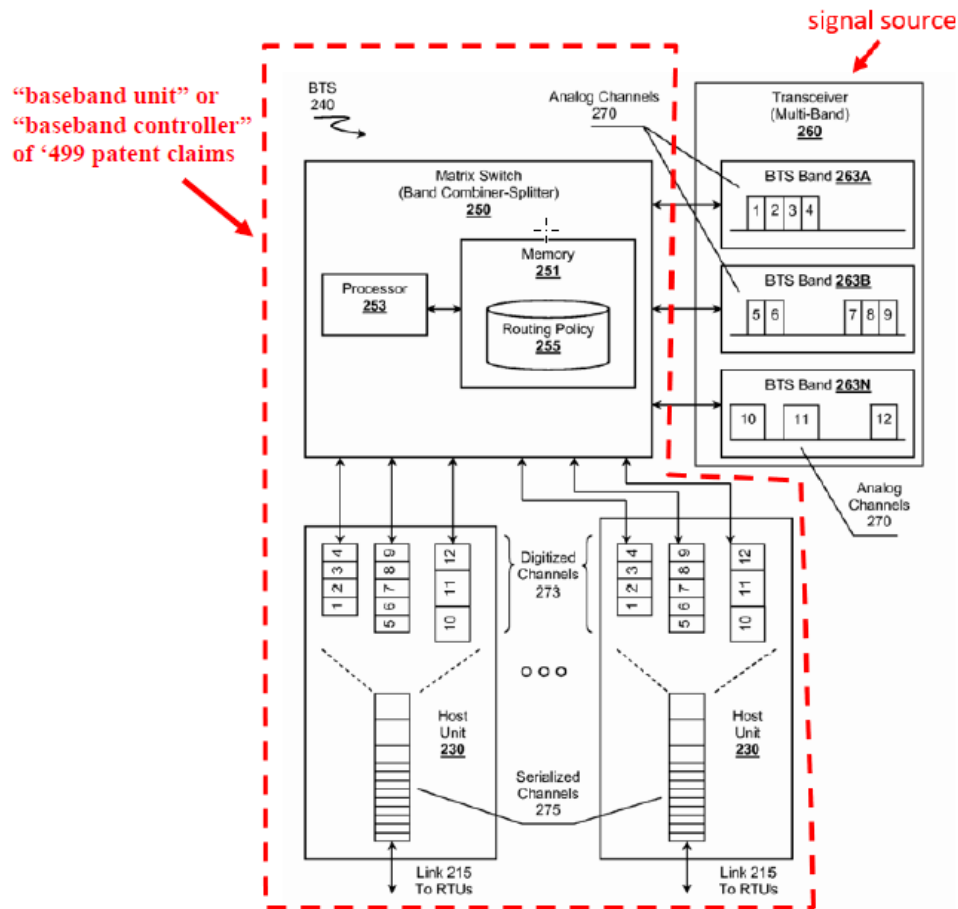 signal source
“baseband unit” or
“baseband controller”
of ‘499 patent claims
BTS
240
Analog Channels
270
Transceiver
(Multi-Band)
260
Matrix Switch
(Band Combiner-Splitter)
250
Memory
251
Processor
253
Routing Policy
255
BTS Band 263A
1 2 3 4
BTS Band 263B
5 6 7 8 9
BTS Band 263N
10 11 12
Analog
Channels
270
1 2 3 4
5 6 7 8 9
10 11 12
Digitized
Channels
273
1 2 3 4
5 6 7 8 9
10 11 12
Host
Unit
230
Serialized
Channels
275
Host
Unit
230
Link 215
To RTUs
Link 215
To RTUs